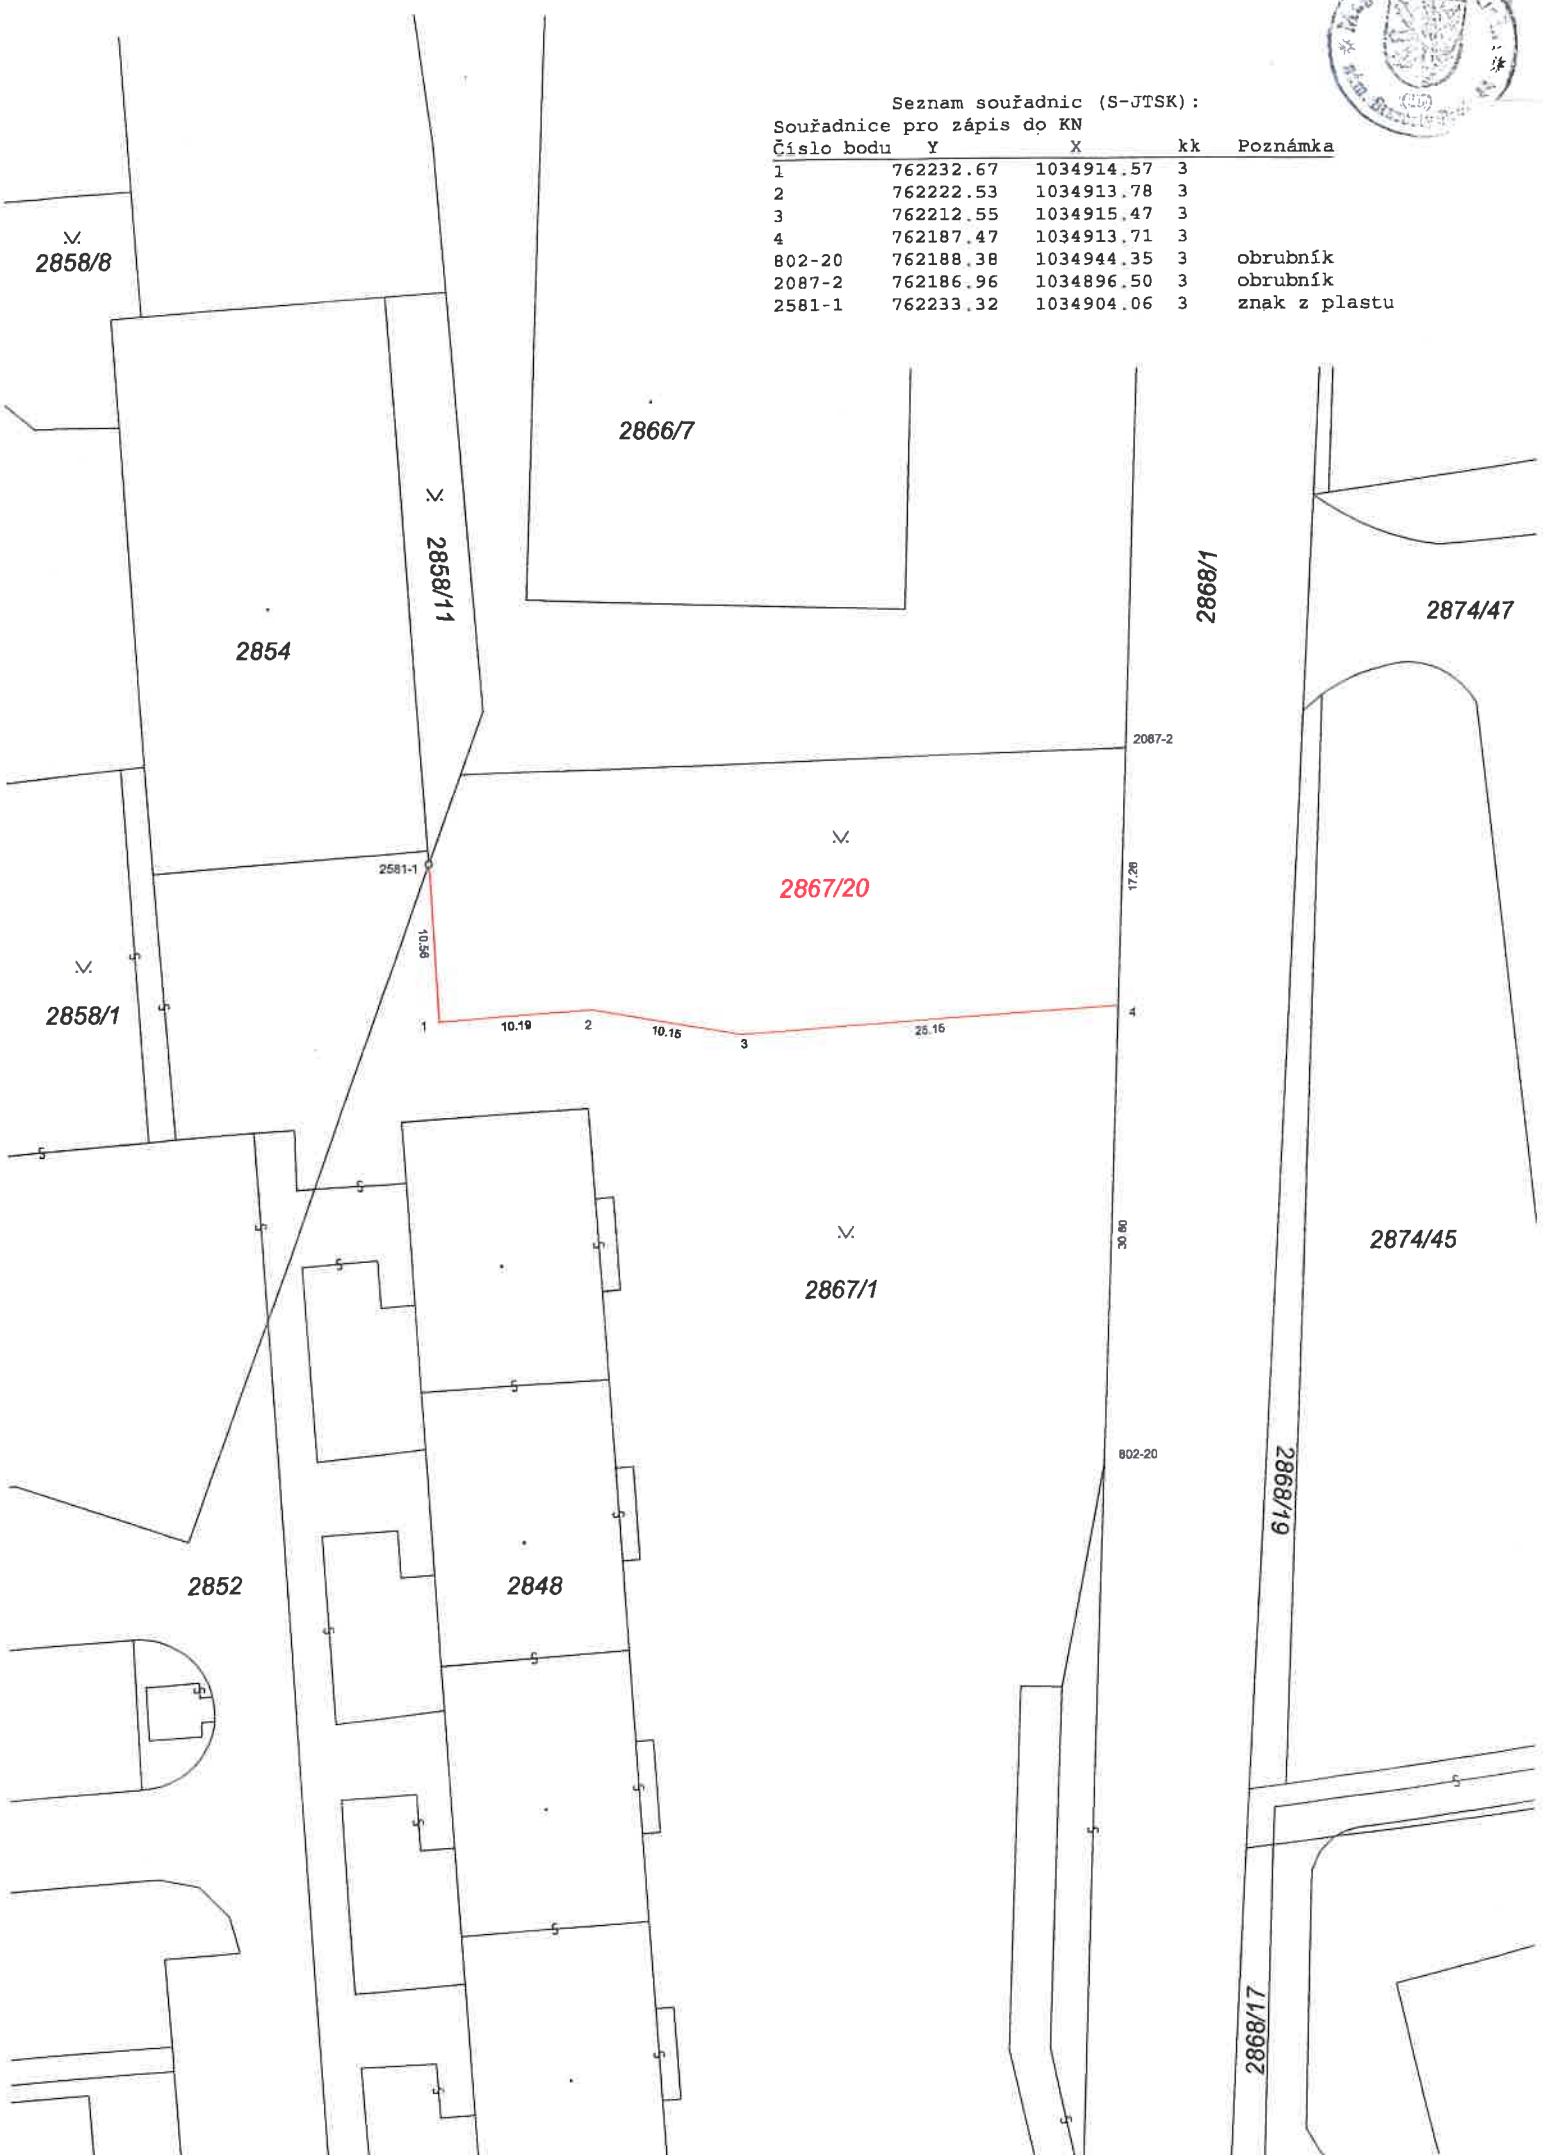 Seznam souřadnic (S-JTSK):
Souřadnice pro zápis do KN
Číslo bodu Y X kk Poznámka
1 762232.67 1034914.57 3
2 762222.53 1034913.78 3
3 762212.55 1034915.47 3
4 762187.47 1034913.71 3
802-20 762188.38 1034944.35 3 obrubník
2087-2 762186.96 1034896.50 3 obrubník
2581-1 762233.32 1034904.06 3 znak z plastu
2858/8
2866/7
2858/11
2868/1
2874/47
2854
2087-2
2581-1
17.26
2867/20
10.56
2858/1
1
10.19
2
10.15
3
25.15
4
30.60
2874/45
2867/1
802-20
2868/19
2852
2848
2868/17